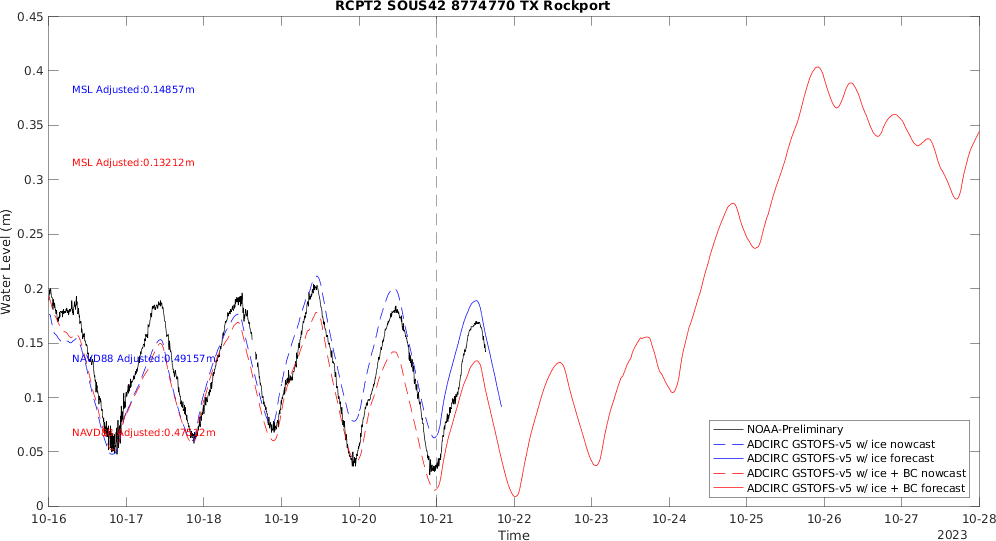 RCPT2 SOUS42 8774770 TX Rockport
0.45
0.4
0.35
0.3
0.25
0.2
0.15
0.1
0.05
0
Water Level (m)
MSL Adjusted:0.14857m
MSL Adjusted:0.13212m
NAVD88 Adjusted:0.49157m
NOAA-Preliminary
ADCIRC GSTOFS-v5 w/ ice nowcast
ADCIRC GSTOFS-v5 w/ ice forecast
ADCIRC GSTOFS-v5 w/ ice + BC nowcast
ADCIRC GSTOFS-v5 w/ ice + BC forecast
10-16 10-17 10-18 10-19 10-20 10-21 10-22 10-23 10-24 10-25 10-26 10-27 10-28
Time
2023